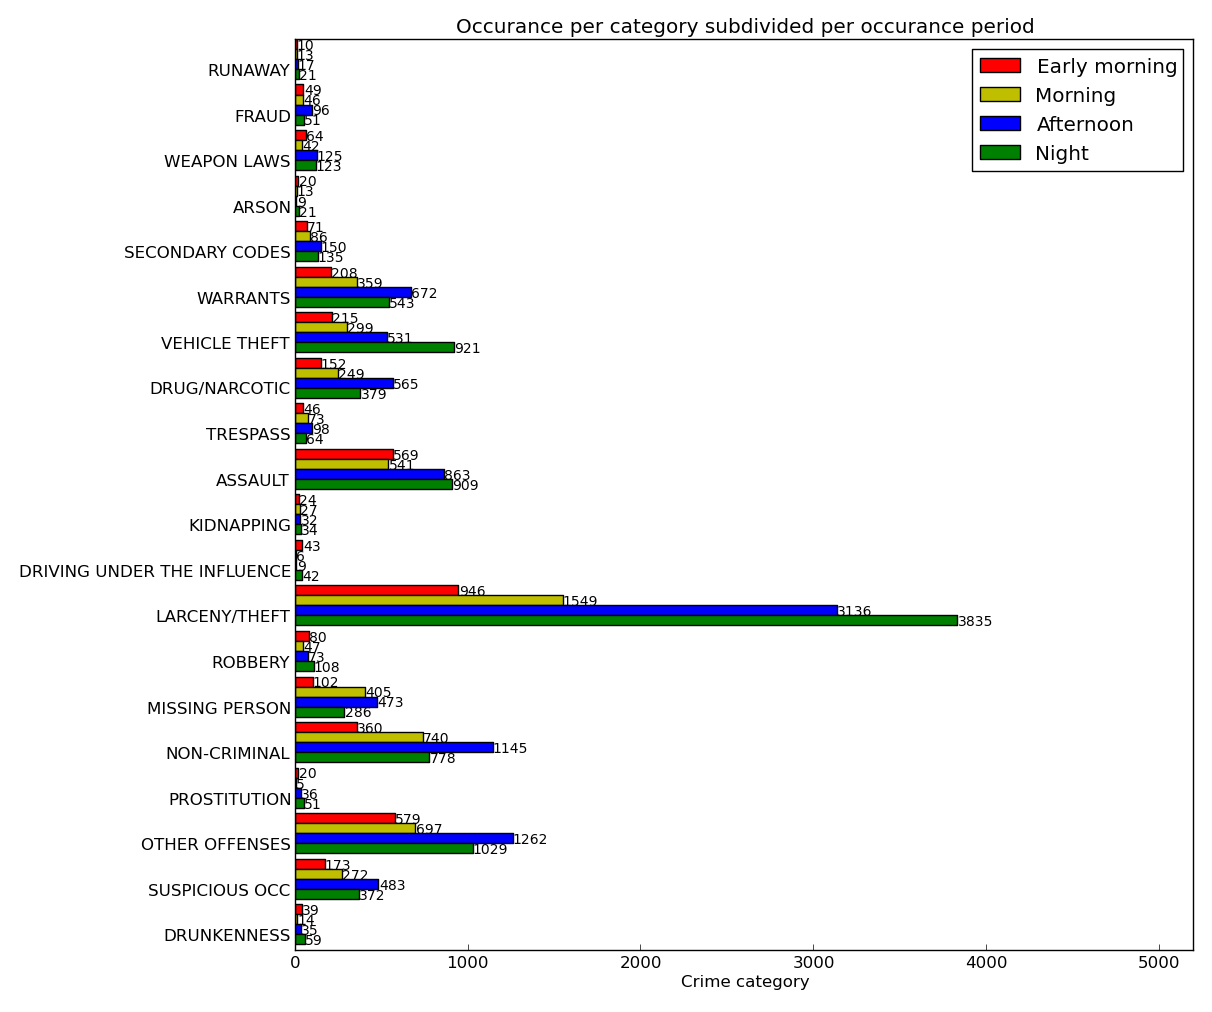 Occurance per category subdivided per occurance period
Early morning
Morning
Afternoon
Night
10
13
17
RUNAWAY 21
49
46
96
FRAUD 51
64
42
125
WEAPON LAWS 123
20
13
9
ARSON 21
71
86
150
SECONDARY CODES 135
208
359
672
WARRANTS 543
215
299
531
VEHICLE THEFT 921
152
249
565
DRUG/NARCOTIC 379
46
73
98
TRESPASS 64
569
541
863
ASSAULT 909
24
27
32
KIDNAPPING 34
43
6
9
DRIVING UNDER THE INFLUENCE 42
946
1549
3136
LARCENY/THEFT 3835
80
47
73
ROBBERY 108
102
405
473
MISSING PERSON 286
360
740
1145
NON-CRIMINAL 778
20
5
36
PROSTITUTION 51
579
697
1262
OTHER OFFENSES 1029
173
272
483
SUSPICIOUS OCC 372
39
14
35
DRUNKENNESS 59
0 1000 2000 3000 4000 5000
Crime category